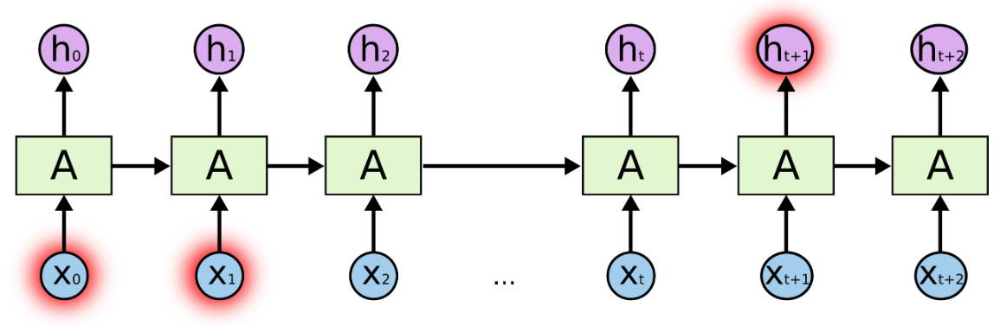 h₀ h₁ h₂ hₜ hₜ₊₁ hₜ₊₂
A A A A A A
x₀ x₁ x₂ ... xₜ xₜ₊₁ xₜ₊₂